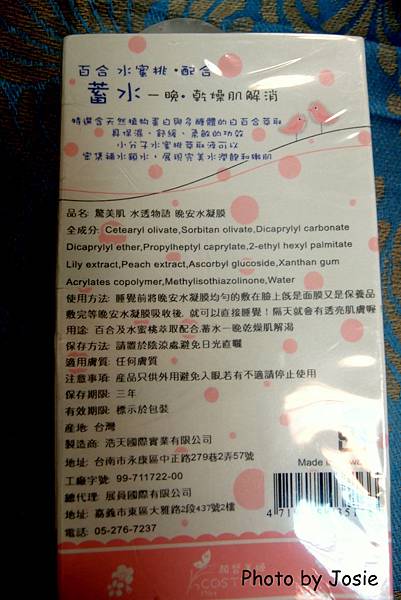 百合 水蜜桃•配合
蓄水一晚•乾燥肌解消
特選含天然植物蛋白與多醣體的白百合萃取
具保濕、舒緩、柔敏的功效
小分子水蜜桃萃取液可以
密集補水鎖水，展現完美水潤飽和嫩肌
品名: 驚美肌 水透物語 晚安水凝膜
全成分: Cetearyl olivate,Sorbitan olivate,Dicaprylyl carbonate
Dicaprylyl ether,Propylheptyl caprylate,2-ethyl hexyl palmitate
Lily extract,Peach extract,Ascorbyl glucoside,Xanthan gum
Acrylates copolymer,Methylisothiazolinone,Water
使用方法: 睡覺前將晚安水凝膜均勻的敷在臉上既是面膜又是保養品
敷完等晚安水凝膜吸收後，就可以直接睡覺！隔天就會有透亮肌膚喔
用途: 百合及水蜜桃萃取配合,蓄水一晚乾燥肌解渴
保存方法: 請置於陰涼處避免日光直曬
適用膚質: 任何膚質
注意事項: 産品只供外用避免入眼若有不適請停止使用
保存期限: 三年
有效期限: 標示於包裝
産地: 台灣
製造商: 浩天國際實業有限公司
地址: 台南市永康區中正路279巷2弄57號
工廠字號: 99-711722-00
總代理: 展員國際有限公司
地址: 嘉義市東區大雅路2段437號2樓
電話: 05-276-7237
Made
Photo by Josie